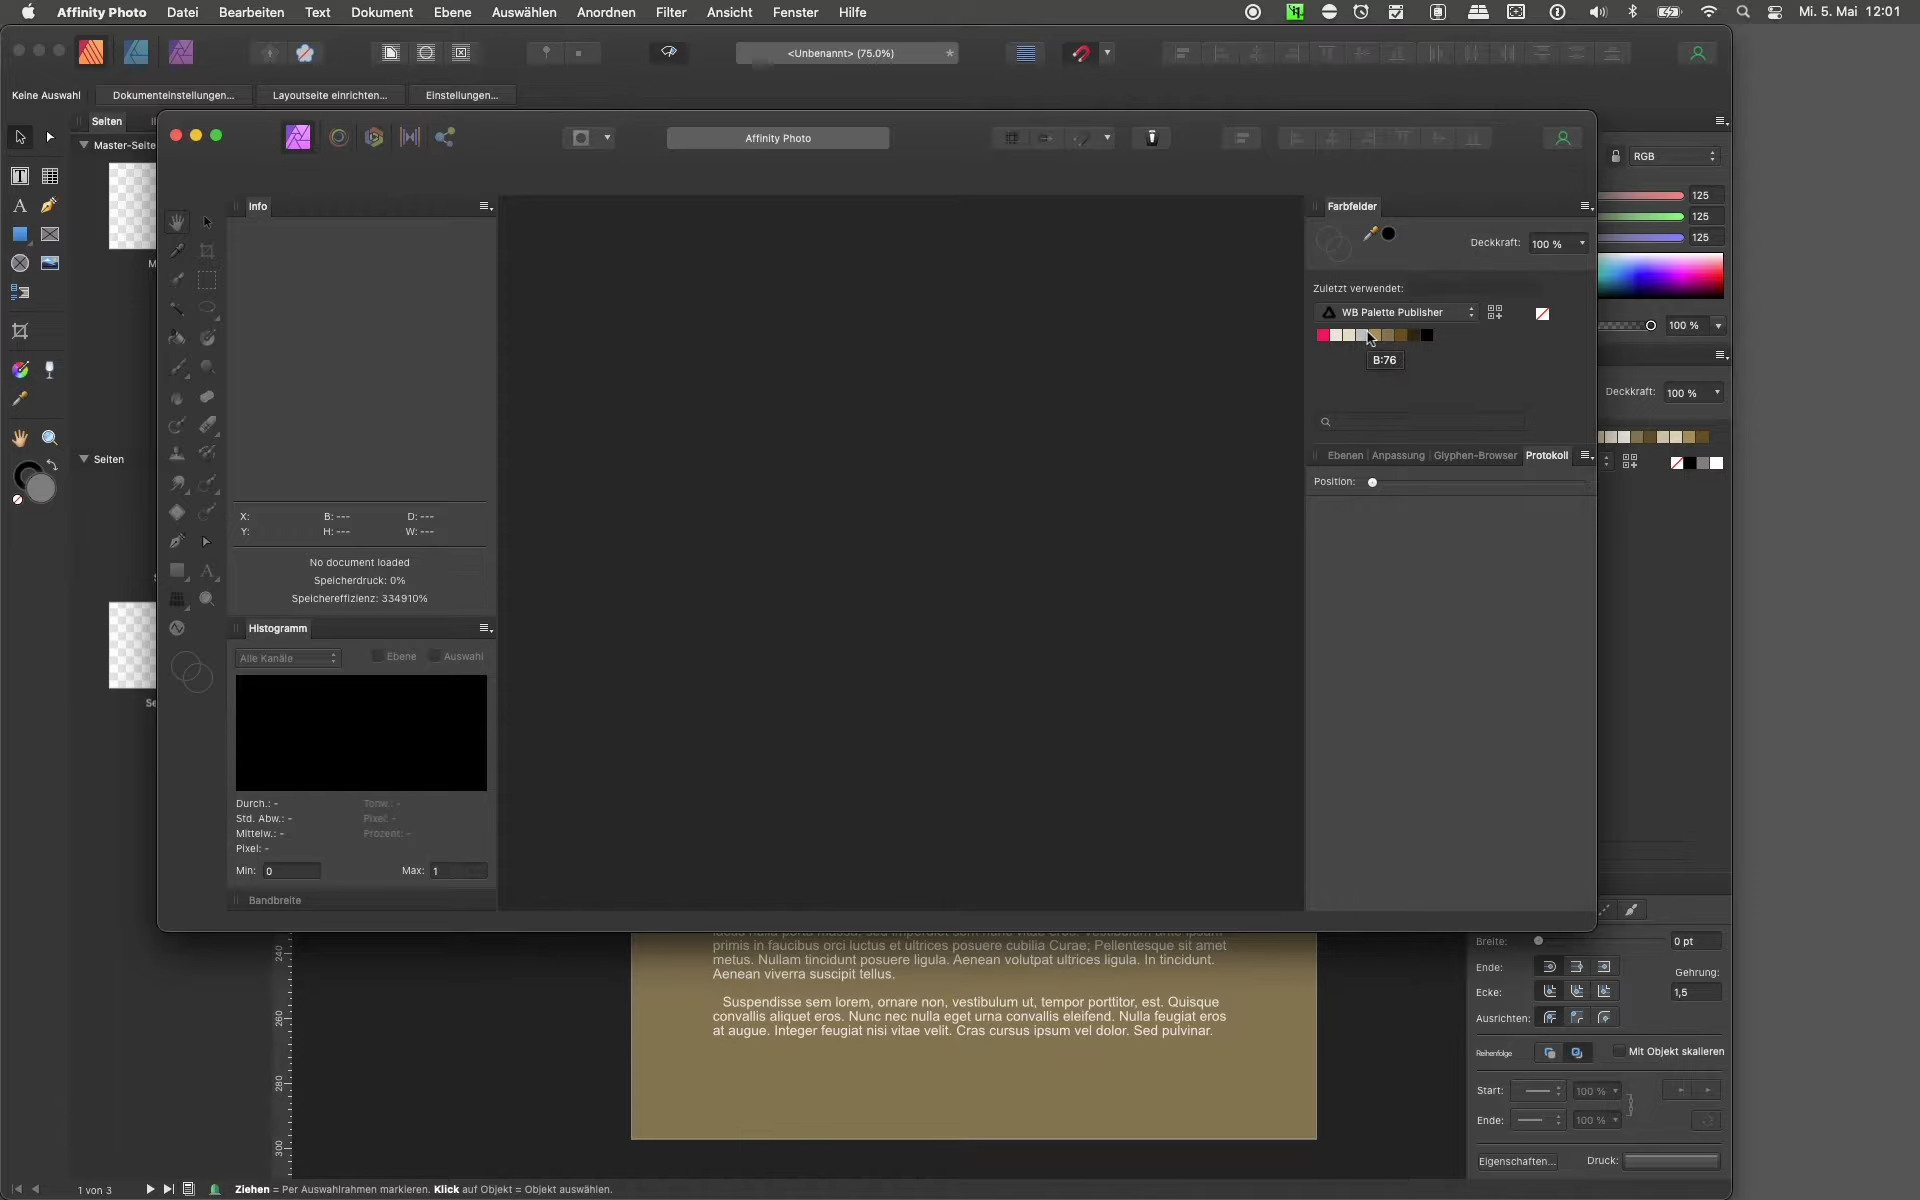 Affinity Photo Datei Bearbeiten Text Dokument Ebene Auswählen Anordnen Filter Ansicht Fenster Hilfe Mi. 5. Mai 12:01
<Unbenannt> (75.0%) *
Keine Auswahl Dokumenteinstellungen... Layoutseite einrichten... Einstellungen...
Seiten
Master-Seite
Affinity Photo
RGB
125
125
125
100 %
Deckkraft: 100 %
Info
Farbfelder
Deckkraft: 100 %
Zuletzt verwendet:
WB Palette Publisher
B:76
Ebenen Anpassung Glyphen-Browser Protokoll
Position:
Seiten
X: B: --- D: ---
Y: H: --- W: ---
No document loaded
Speicherdruck: 0%
Speichereffizienz: 334910%
Histogramm
Alle Kanäle Ebene Auswahl
Durch.: - Tonw.: -
Std. Abw.: - Pixel: -
Mittelw.: - Prozent: -
Pixel: -
Min: 0 Max: 1
Bandbreite
primis in faucibus orci luctus et ultrices posuere cubilia Curae; Pellentesque sit amet
metus. Nullam tincidunt posuere ligula. Aenean volutpat ultrices ligula. In tincidunt.
Aenean viverra suscipit tellus.
Suspendisse sem lorem, ornare non, vestibulum ut, tempor porttitor, est. Quisque
convallis aliquet eros. Nunc nec nulla eget urna convallis eleifend. Nulla feugiat eros
at augue. Integer feugiat nisi vitae velit. Cras cursus ipsum vel dolor. Sed pulvinar.
240
260
280
300
Breite: 0 pt
Ende: Gehrung:
Ecke: 1,5
Ausrichten:
Reihenfolge Mit Objekt skalieren
Start: 100 %
Ende: 100 %
Eigenschaften... Druck:
1 von 3 Ziehen = Per Auswahlrahmen markieren. Klick auf Objekt = Objekt auswählen.